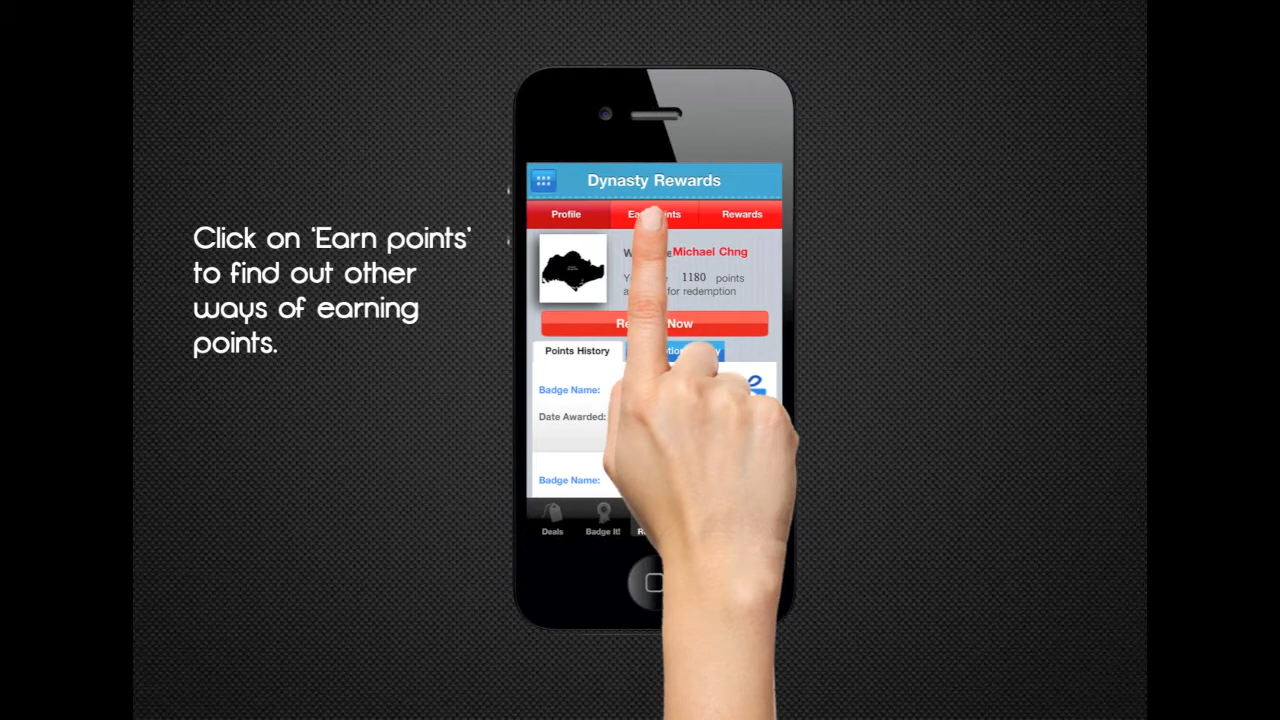 Dynasty Rewards
Profile
Rewards
Click on ‘Earn points’
to find out other
ways of earning
points.
Michael Chng
1180 points
for redemption
Now
Points History
Badge Name:
Date Awarded:
Badge Name:
Deals
Badge It!